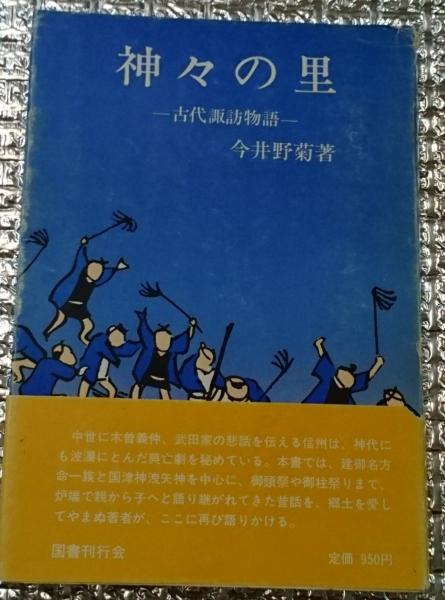 神々の里
―古代諏訪物語―
今井野菊著
中世に木曽義仲、武田家の悲話を伝える信州は、神代に
も波瀾にとんだ興亡劇を秘めている。本書では、建御名方
命一族と国津神洩矢神を中心に、御頭祭や御柱祭りまで、
炉端で親から子へと語り継がれてきた昔話を、郷土を愛し
てやまぬ著者が、ここに再び語りかける。
国書刊行会
定価 950円